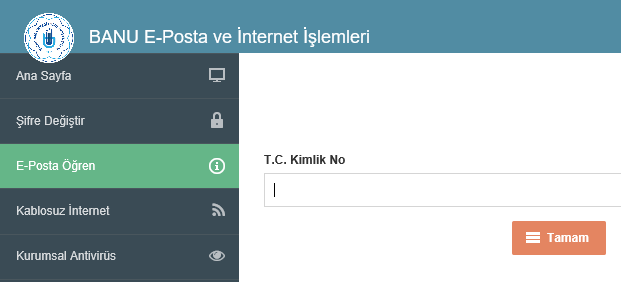 BANU E-Posta ve İnternet İşlemleri
Ana Sayfa
Şifre Değiştir
E-Posta Öğren
Kablosuz İnternet
Kurumsal Antivirüs
T.C. Kimlik No
Tamam